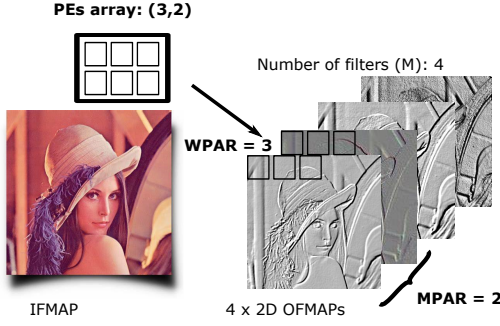 PEs array: (3,2)
Number of filters (M): 4
WPAR = 3
IFMAP
4 x 2D OFMAPs
MPAR = 2